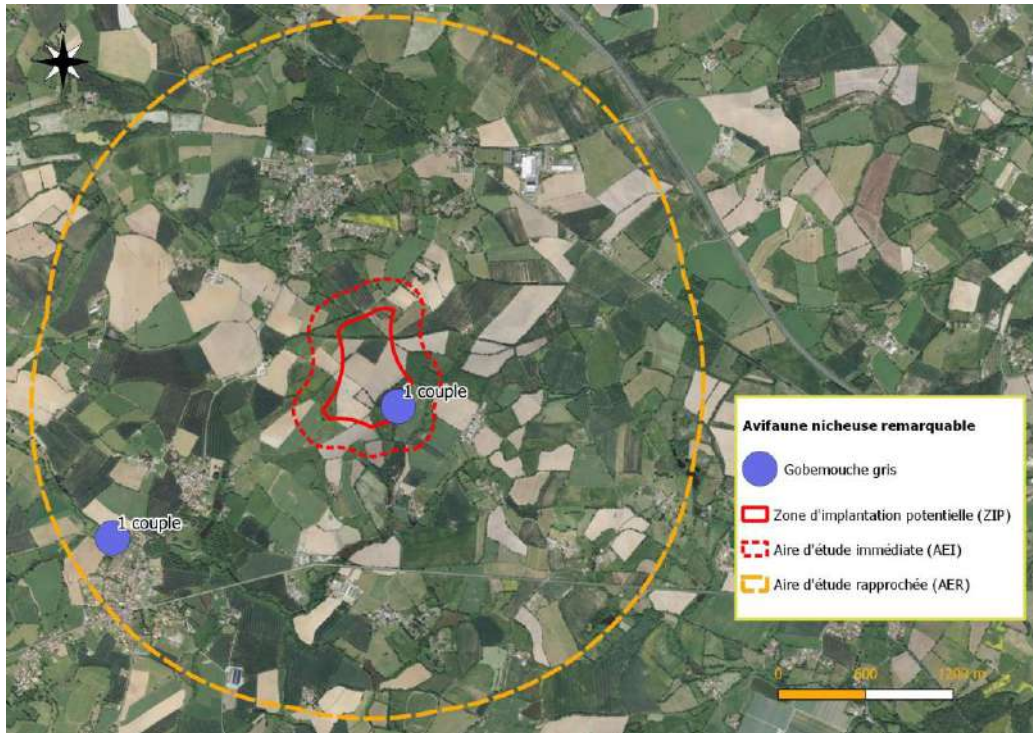 N
1 couple
1 couple
Avifaune nicheuse remarquable
Gobemouche gris
Zone d'implantation potentielle (ZIP)
Aire d'étude immédiate (AEI)
Aire d'étude rapprochée (AER)
0 600 1200 m